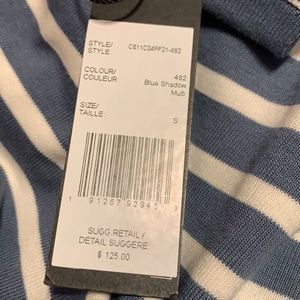 STYLE/ C611C04PF21-482
STYLE:
COLOUR/ 482
COULEUR Blue Shadow
Multi
SIZE/ S
TAILLE:
1 91267 92945 3
SUGG.RETAIL/
DETAIL SUGGERE
$ 125.00